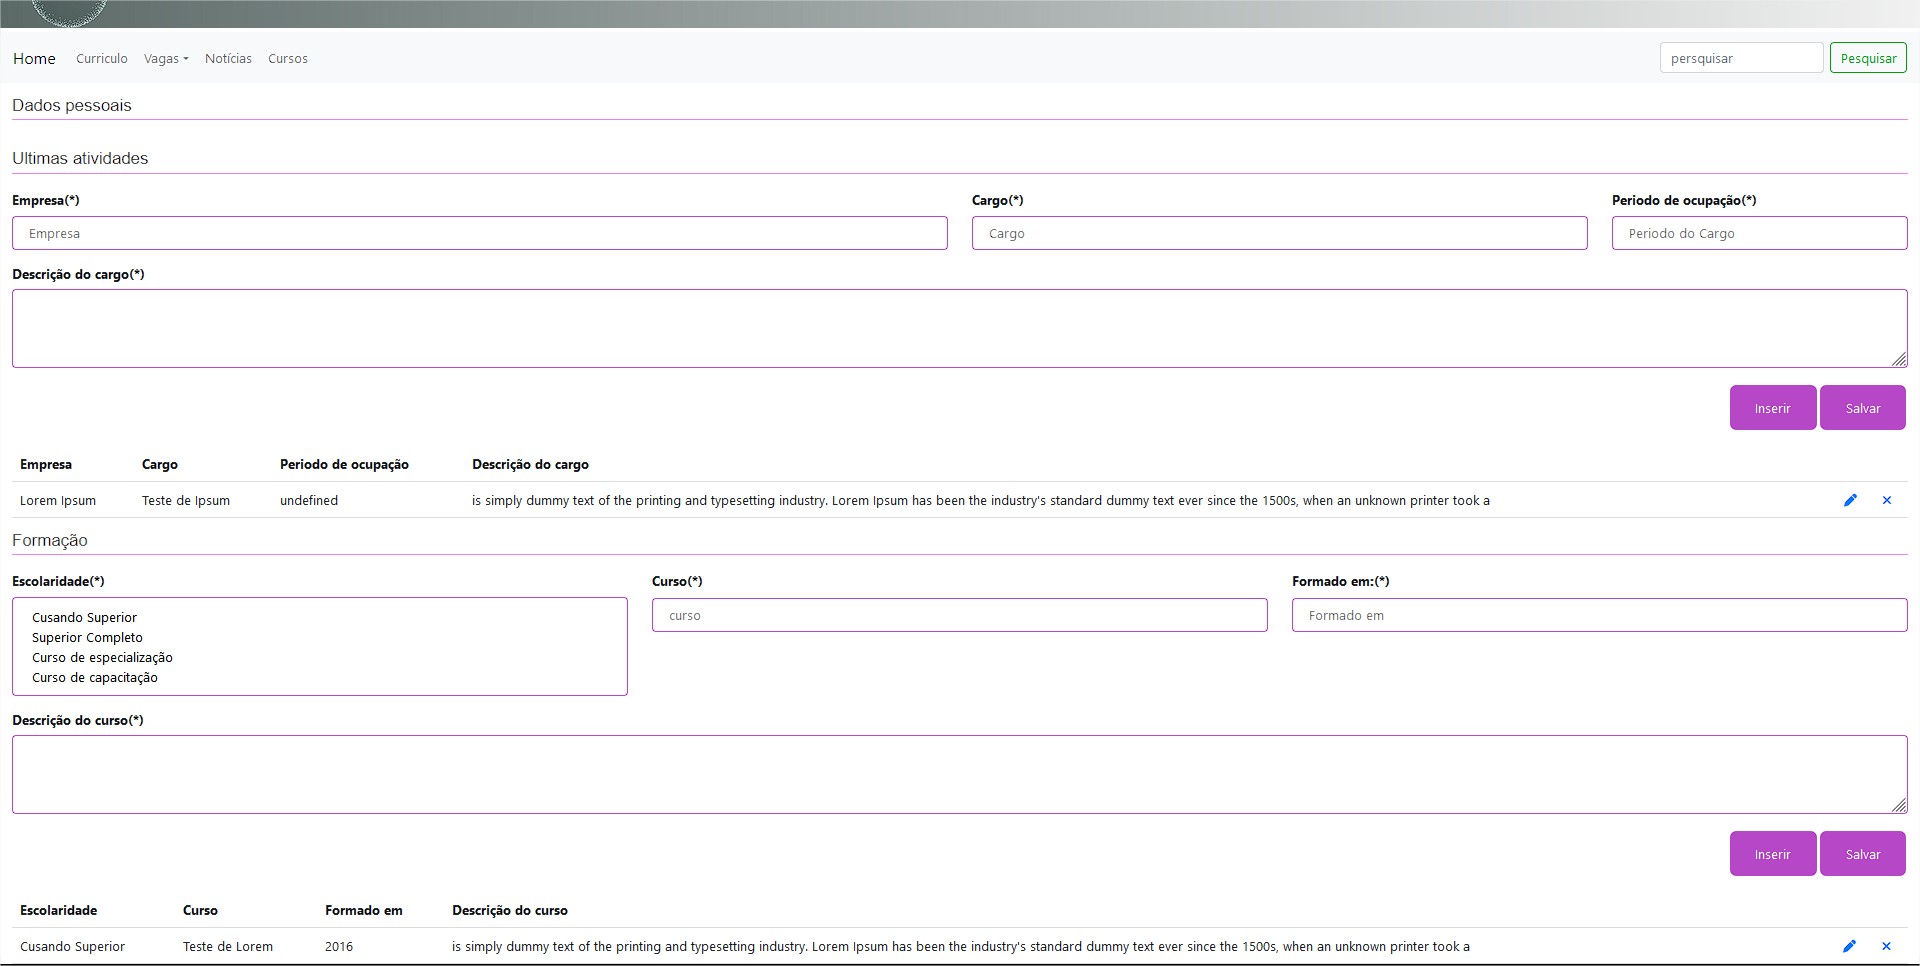 Home Curriculo Vagas Notícias Cursos persquisar Pesquisar
Dados pessoais
Ultimas atividades
Empresa(*) Cargo(*) Periodo de ocupação(*)
Empresa Cargo Periodo do Cargo
Descrição do cargo(*)
Inserir Salvar
Empresa Cargo Periodo de ocupação Descrição do cargo
Lorem Ipsum Teste de Ipsum undefined is simply dummy text of the printing and typesetting industry. Lorem Ipsum has been the industry's standard dummy text ever since the 1500s, when an unknown printer took a
Formação
Escolaridade(*) Curso(*) Formado em:(*)
Cusando Superior curso Formado em
Superior Completo
Curso de especialização
Curso de capacitação
Descrição do curso(*)
Inserir Salvar
Escolaridade Curso Formado em Descrição do curso
Cusando Superior Teste de Lorem 2016 is simply dummy text of the printing and typesetting industry. Lorem Ipsum has been the industry's standard dummy text ever since the 1500s, when an unknown printer took a